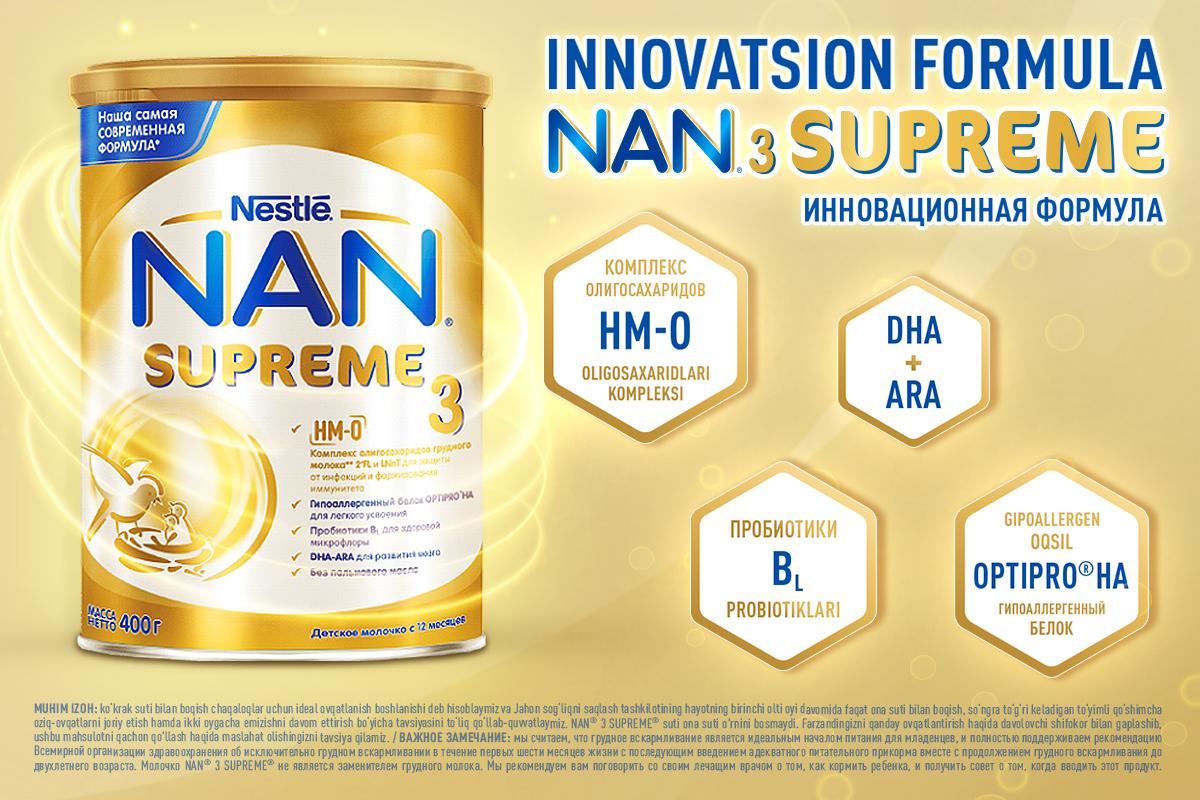 Наша самая
СОВРЕМЕННАЯ
ФОРМУЛА*
Nestlé®
NAN®
SUPREME
3
HM-O
Комплекс олигосахаридов грудного
молока** 2'FL и LNnT для защиты
от инфекций и формирования
иммунитета
Гипоаллергенный белок OPTIPRO®HA
для легкого усвоения
Пробиотики BL для здоровой
микрофлоры
DHA-ARA для развития мозга
Без пальмового масла
МАССА
НЕТТО 400г
Детское молочко с 12 месяцев
INNOVATSION FORMULA
NAN® 3 SUPREME
ИННОВАЦИОННАЯ ФОРМУЛА
КОМПЛЕКС
ОЛИГОСАХАРИДОВ
HM-O
OLIGOSAXARIDLARI
KOMPLEKSI
DHA
+
ARA
ПРОБИОТИКИ
BL
PROBIOTIKLARI
GIPOALLERGEN
OQSIL
OPTIPRO®HA
ГИПОАЛЛЕРГЕННЫЙ
БЕЛОК
MUHIM IZOH: ko'krak suti bilan boqish chaqaloqlar uchun ideal ovqatlanish boshlanishi deb hisoblaymiz va Jahon sog'liqni saqlash tashkilotining hayotning birinchi olti oyi davomida faqat ona suti bilan boqish, so'ngra to'g'ri keladigan to'yimli qo'shimcha
oziq-ovqatlarni joriy etish hamda ikki oygacha emizishni davom ettirish bo'yicha tavsiyasini to'liq qo'llab-quvvatlaymiz. NAN® 3 SUPREME® suti ona suti o'rnini bosmaydi. Farzandingizni qanday ovqatlantirish haqida davolovchi shifokor bilan gaplashib,
ushbu mahsulotni qachon qo'llash haqida maslahat olishingizni tavsiya qilamiz. / ВАЖНОЕ ЗАМЕЧАНИЕ: мы считаем, что грудное вскармливание является идеальным началом питания для младенцев, и полностью поддерживаем рекомендацию
Всемирной организации здравоохранения об исключительно грудном вскармливании в течение первых шести месяцев жизни с последующим введением адекватного питательного прикорма вместе с продолжением грудного вскармливания до
двухлетнего возраста. Молочко NAN® 3 SUPREME® не является заменителем грудного молока. Мы рекомендуем вам поговорить со своим лечащим врачом о том, как кормить ребенка, и получить совет о том, когда вводить этот продукт.